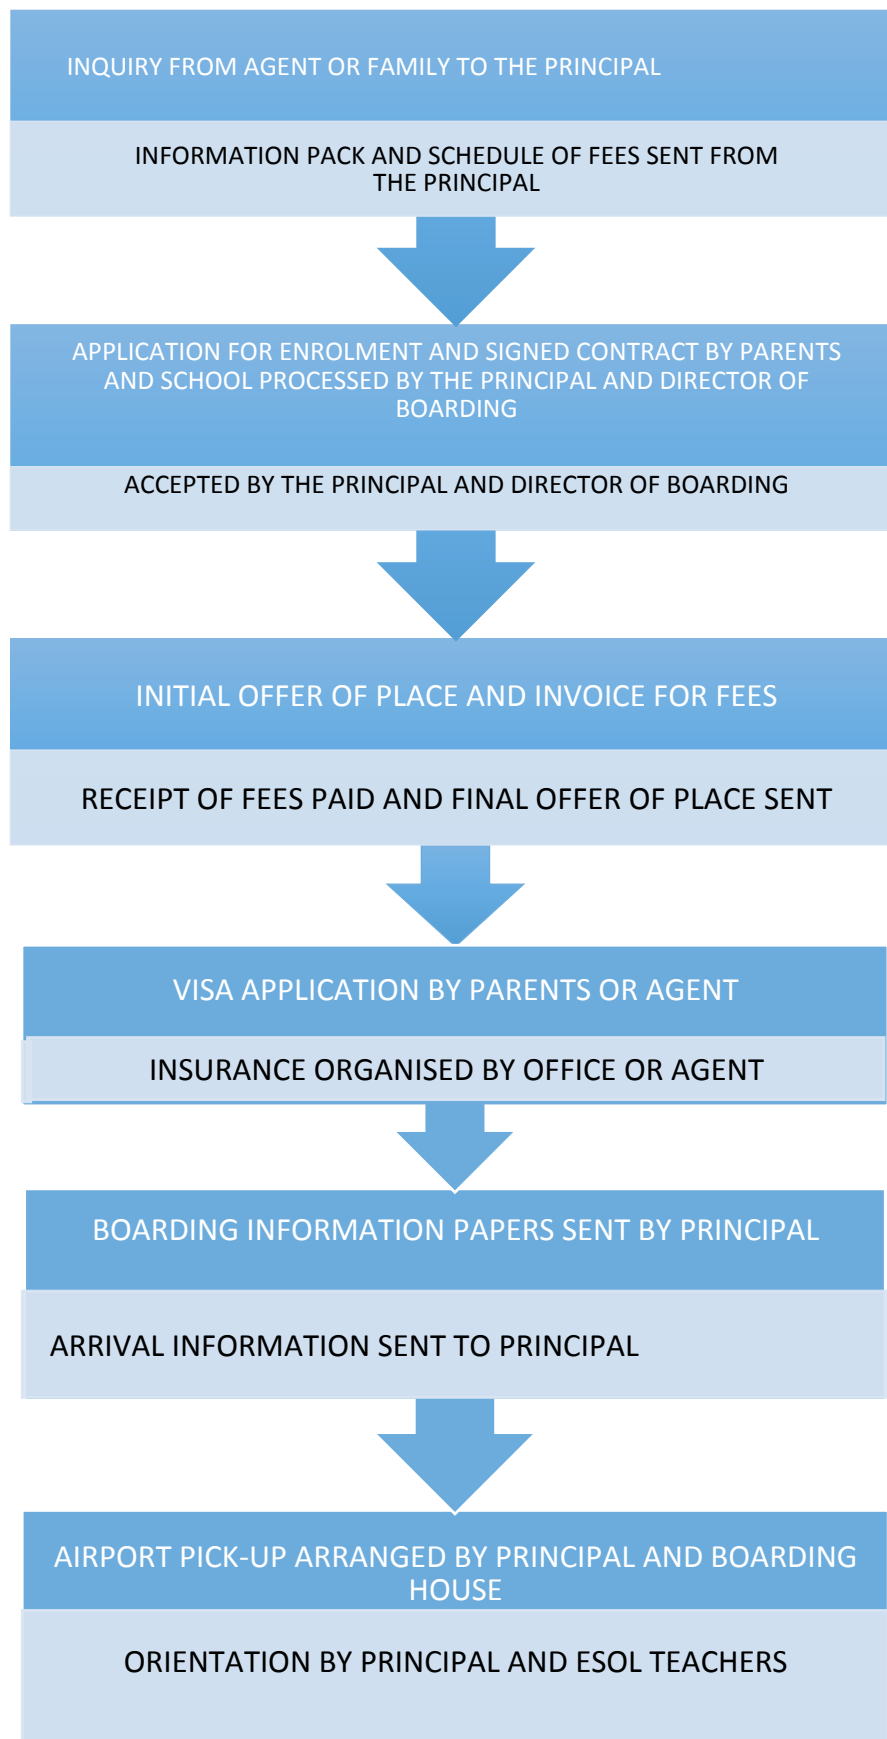 INQUIRY FROM AGENT OR FAMILY TO THE PRINCIPAL
INFORMATION PACK AND SCHEDULE OF FEES SENT FROM
THE PRINCIPAL
APPLICATION FOR ENROLMENT AND SIGNED CONTRACT BY PARENTS
AND SCHOOL PROCESSED BY THE PRINCIPAL AND DIRECTOR OF
BOARDING
ACCEPTED BY THE PRINCIPAL AND DIRECTOR OF BOARDING
INITIAL OFFER OF PLACE AND INVOICE FOR FEES
RECEIPT OF FEES PAID AND FINAL OFFER OF PLACE SENT
VISA APPLICATION BY PARENTS OR AGENT
INSURANCE ORGANISED BY OFFICE OR AGENT
BOARDING INFORMATION PAPERS SENT BY PRINCIPAL
ARRIVAL INFORMATION SENT TO PRINCIPAL
AIRPORT PICK-UP ARRANGED BY PRINCIPAL AND BOARDING
HOUSE
ORIENTATION BY PRINCIPAL AND ESOL TEACHERS